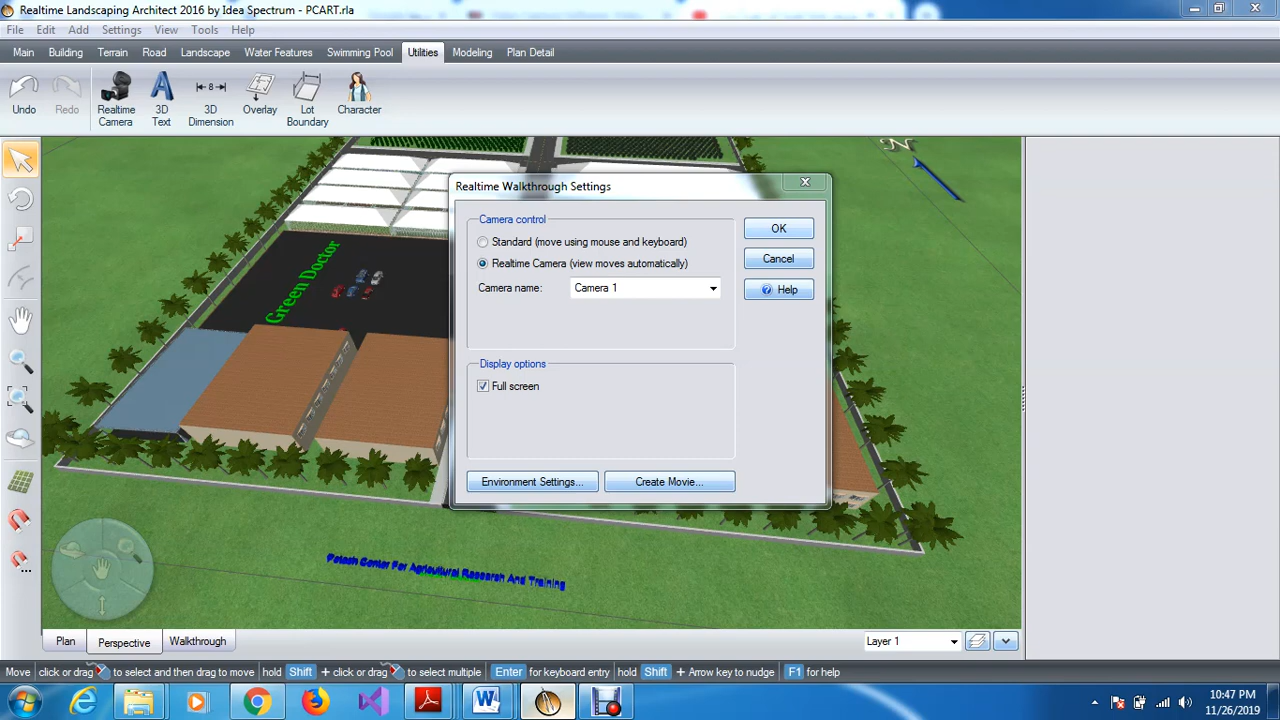 Realtime Landscaping Architect 2016 by Idea Spectrum - PCART.rla
File Edit Add Settings View Tools Help
Main Building Terrain Road Landscape Water Features Swimming Pool Utilities Modeling Plan Detail
Undo Redo Realtime Camera 3D Text 8 3D Dimension Overlay Lot Boundary Character
N
Green Doctor
Realtime Walkthrough Settings
Camera control
Standard (move using mouse and keyboard)
Realtime Camera (view moves automatically)
Camera name: Camera 1
OK
Cancel
Help
Display options
Full screen
Environment Settings... Create Movie...
Potash Center For Agricultural Research And Training
Plan Perspective Walkthrough Layer 1
Move click or drag to select and then drag to move hold Shift + click or drag to select multiple Enter for keyboard entry hold Shift + Arrow key to nudge F1 for help
10:47 PM
11/26/2019